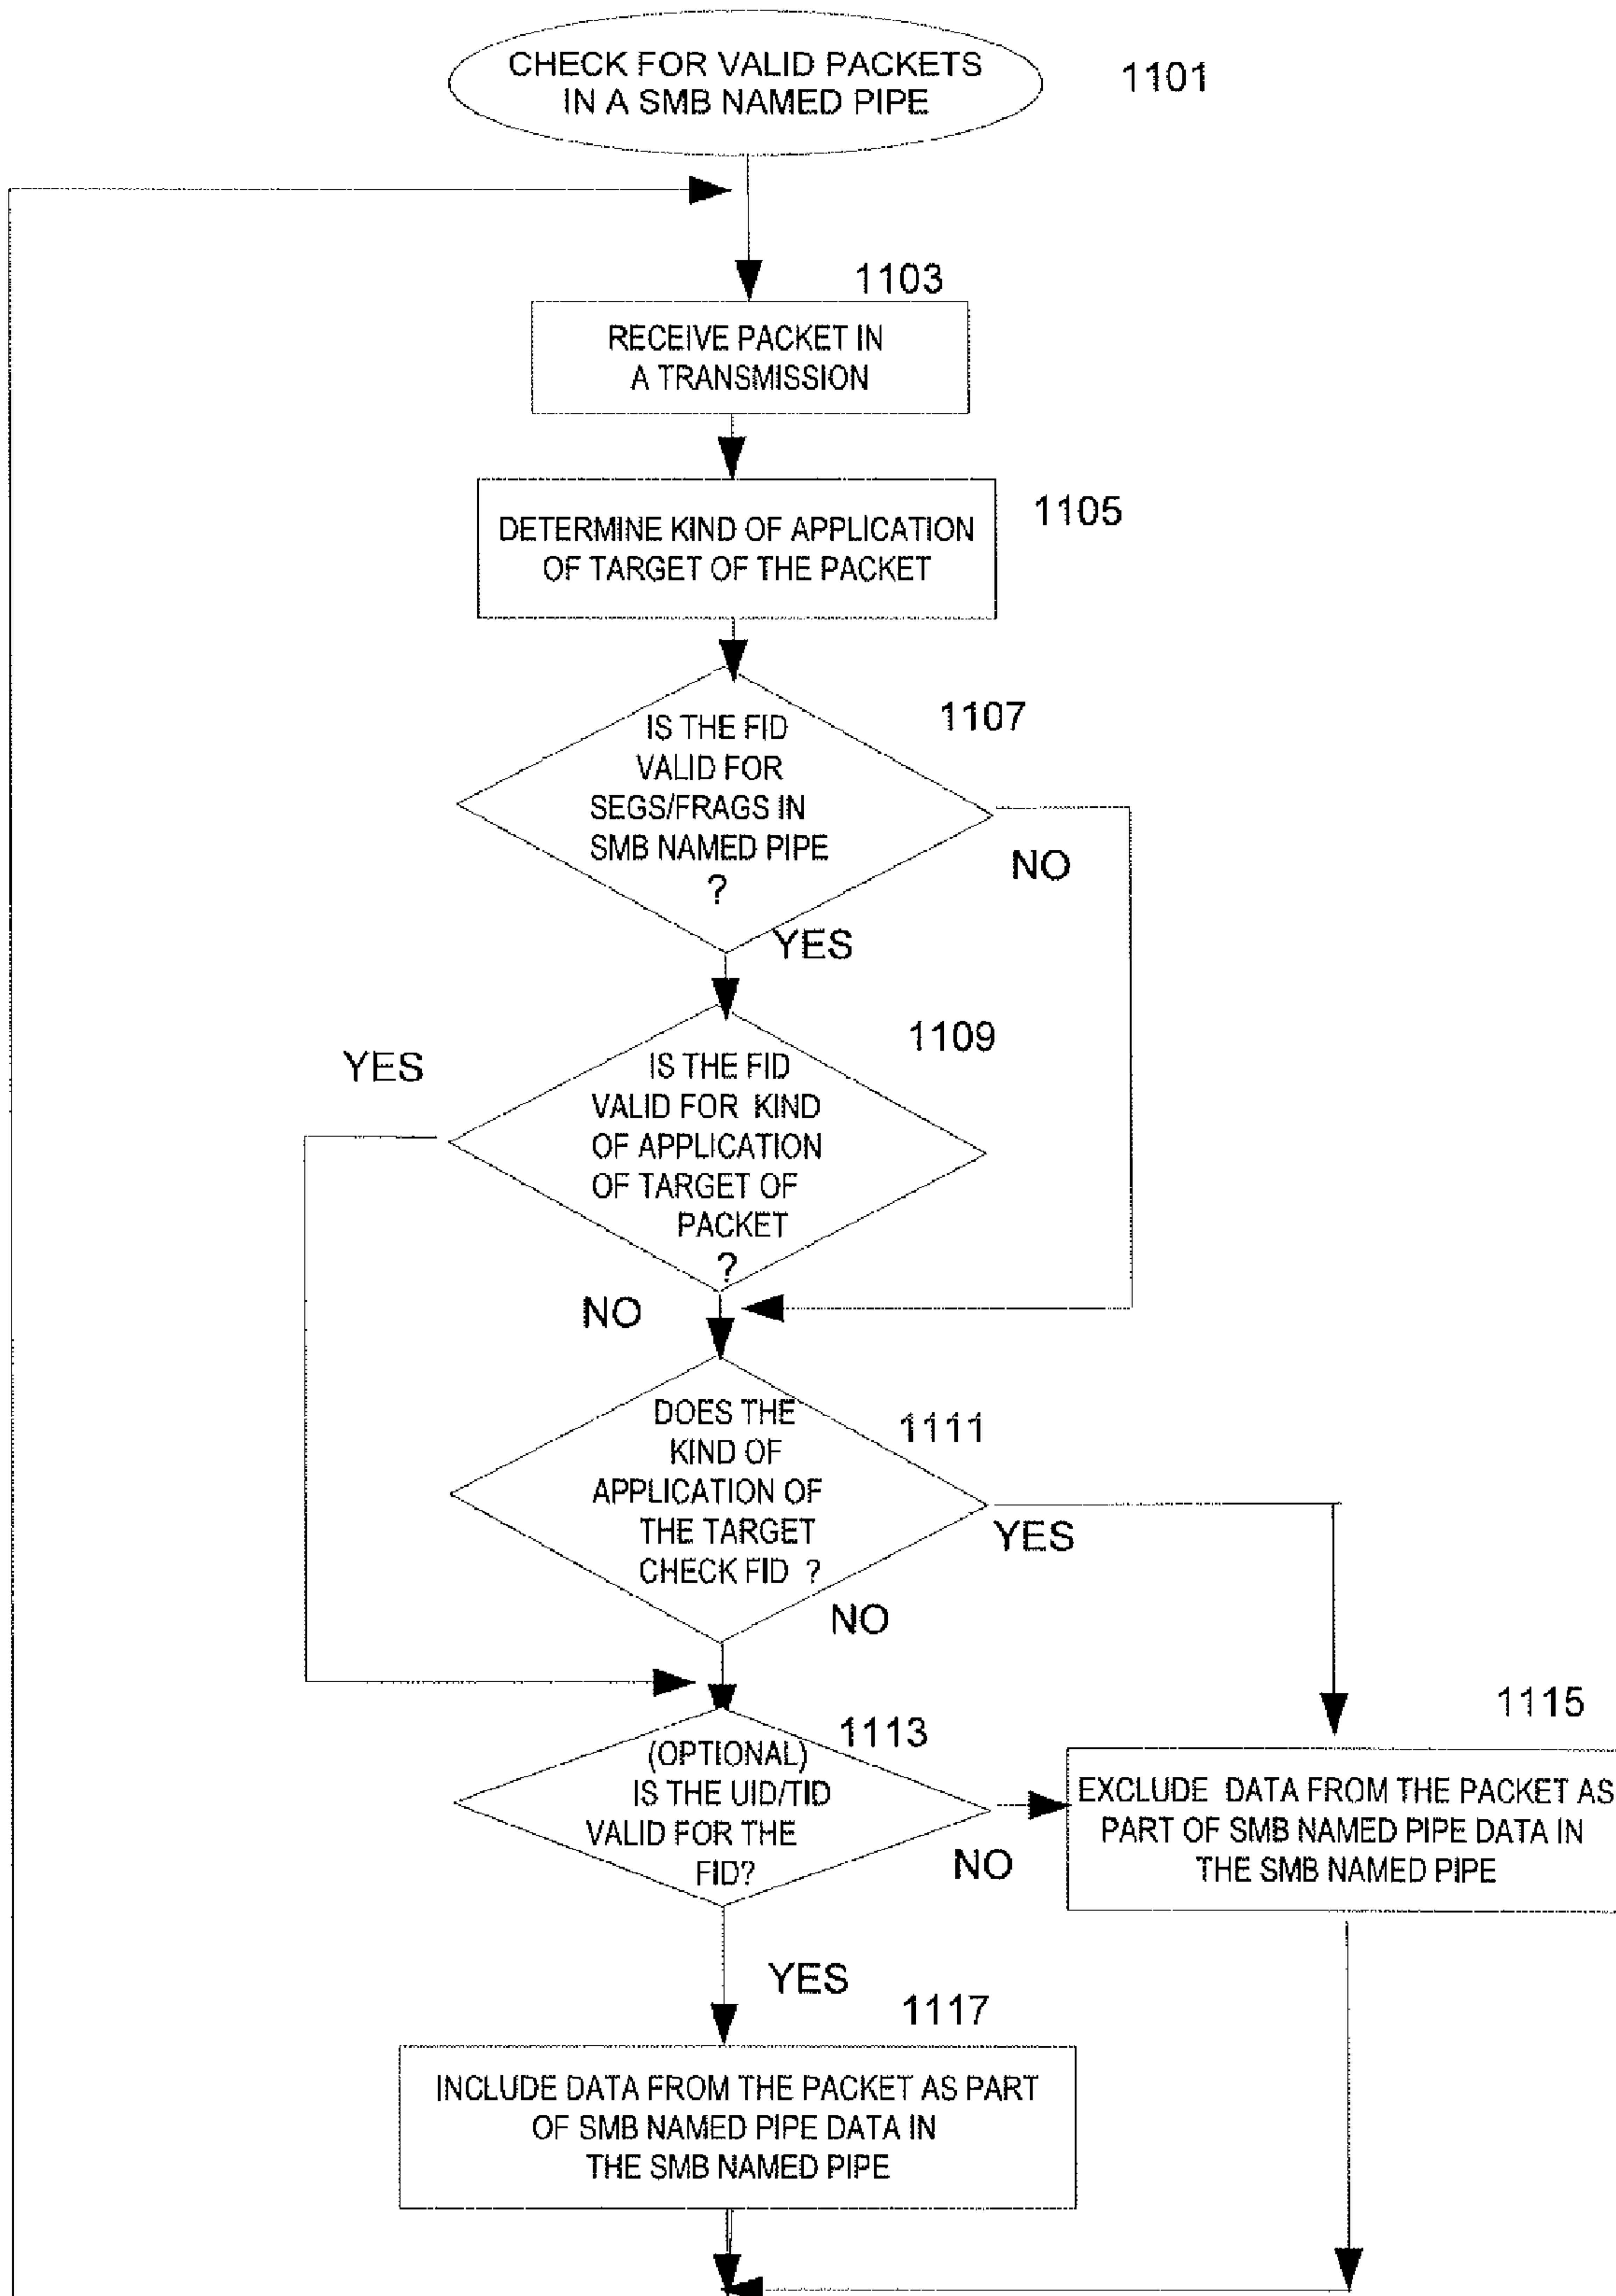 CHECK FOR VALID PACKETS
IN A SMB NAMED PIPE
1101
1103
RECEIVE PACKET IN
A TRANSMISSION
1105
DETERMINE KIND OF APPLICATION
OF TARGET OF THE PACKET
1107
IS THE FID
VALID FOR
SEGS/FRAGS IN
SMB NAMED PIPE
?
NO
YES
1109
YES
IS THE FID
VALID FOR KIND
OF APPLICATION
OF TARGET OF
PACKET
?
NO
1111
DOES THE
KIND OF
APPLICATION OF
THE TARGET
CHECK FID ?
YES
NO
1113
(OPTIONAL)
IS THE UID/TID
VALID FOR THE
FID?
NO
1115
EXCLUDE DATA FROM THE PACKET AS
PART OF SMB NAMED PIPE DATA IN
THE SMB NAMED PIPE
YES
1117
INCLUDE DATA FROM THE PACKET AS PART
OF SMB NAMED PIPE DATA IN
THE SMB NAMED PIPE